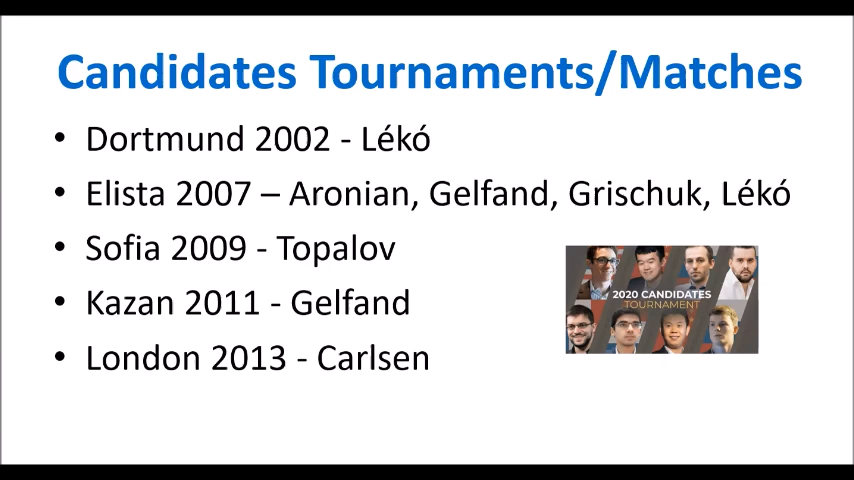 Candidates Tournaments/Matches
• Dortmund 2002 - Lékó
• Elista 2007 – Aronian, Gelfand, Grischuk, Lékó
• Sofia 2009 - Topalov
• Kazan 2011 - Gelfand
• London 2013 - Carlsen
2020 CANDIDATES
TOURNAMENT